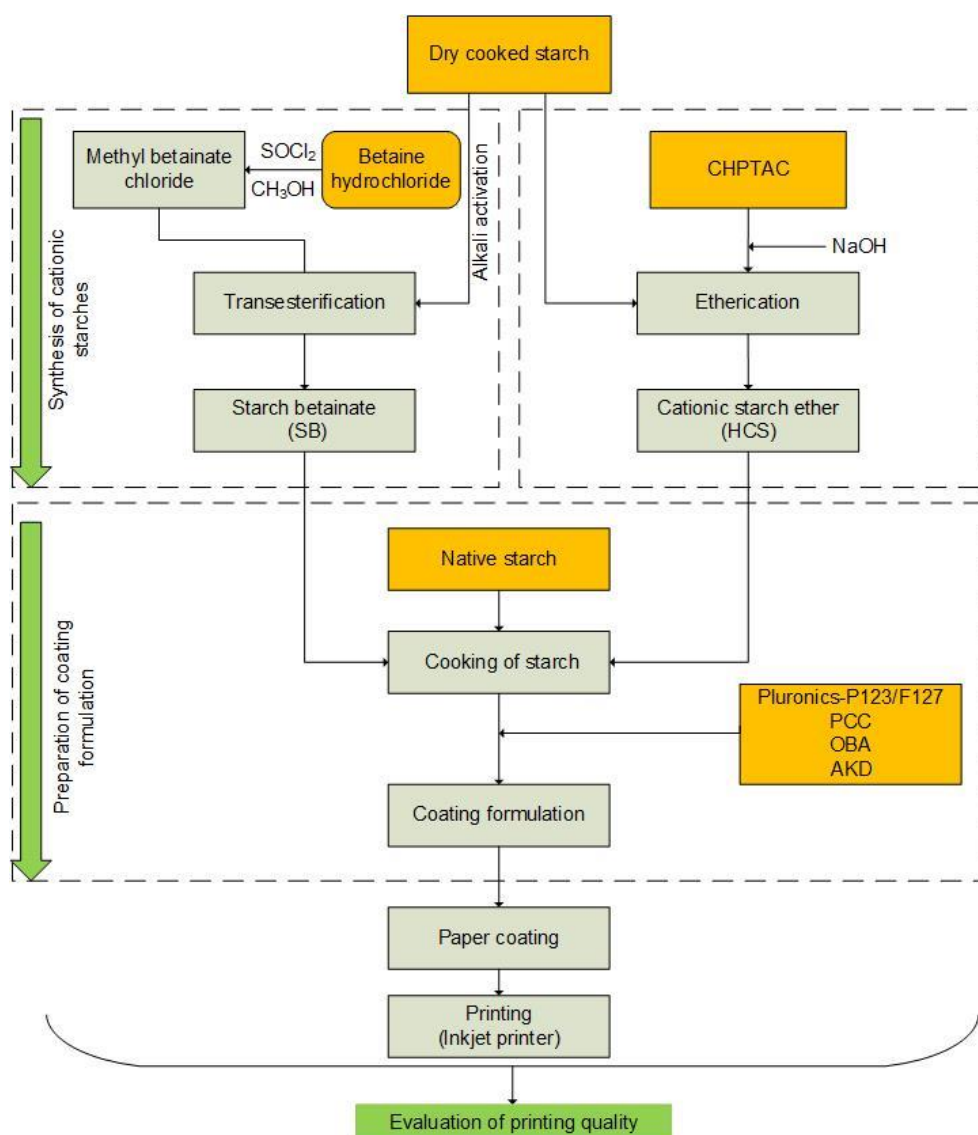 Dry cooked starch
Methyl betainate
chloride
SOCl₂
CH₃OH
Betaine
hydrochloride
Alkali activation
CHPTAC
NaOH
Synthesis of cationic
starches
Transesterification
Etherication
Starch betainate
(SB)
Cationic starch ether
(HCS)
Preparation of coating
formulation
Native starch
Cooking of starch
Pluronics-P123/F127
PCC
OBA
AKD
Coating formulation
Paper coating
Printing
(Inkjet printer)
Evaluation of printing quality